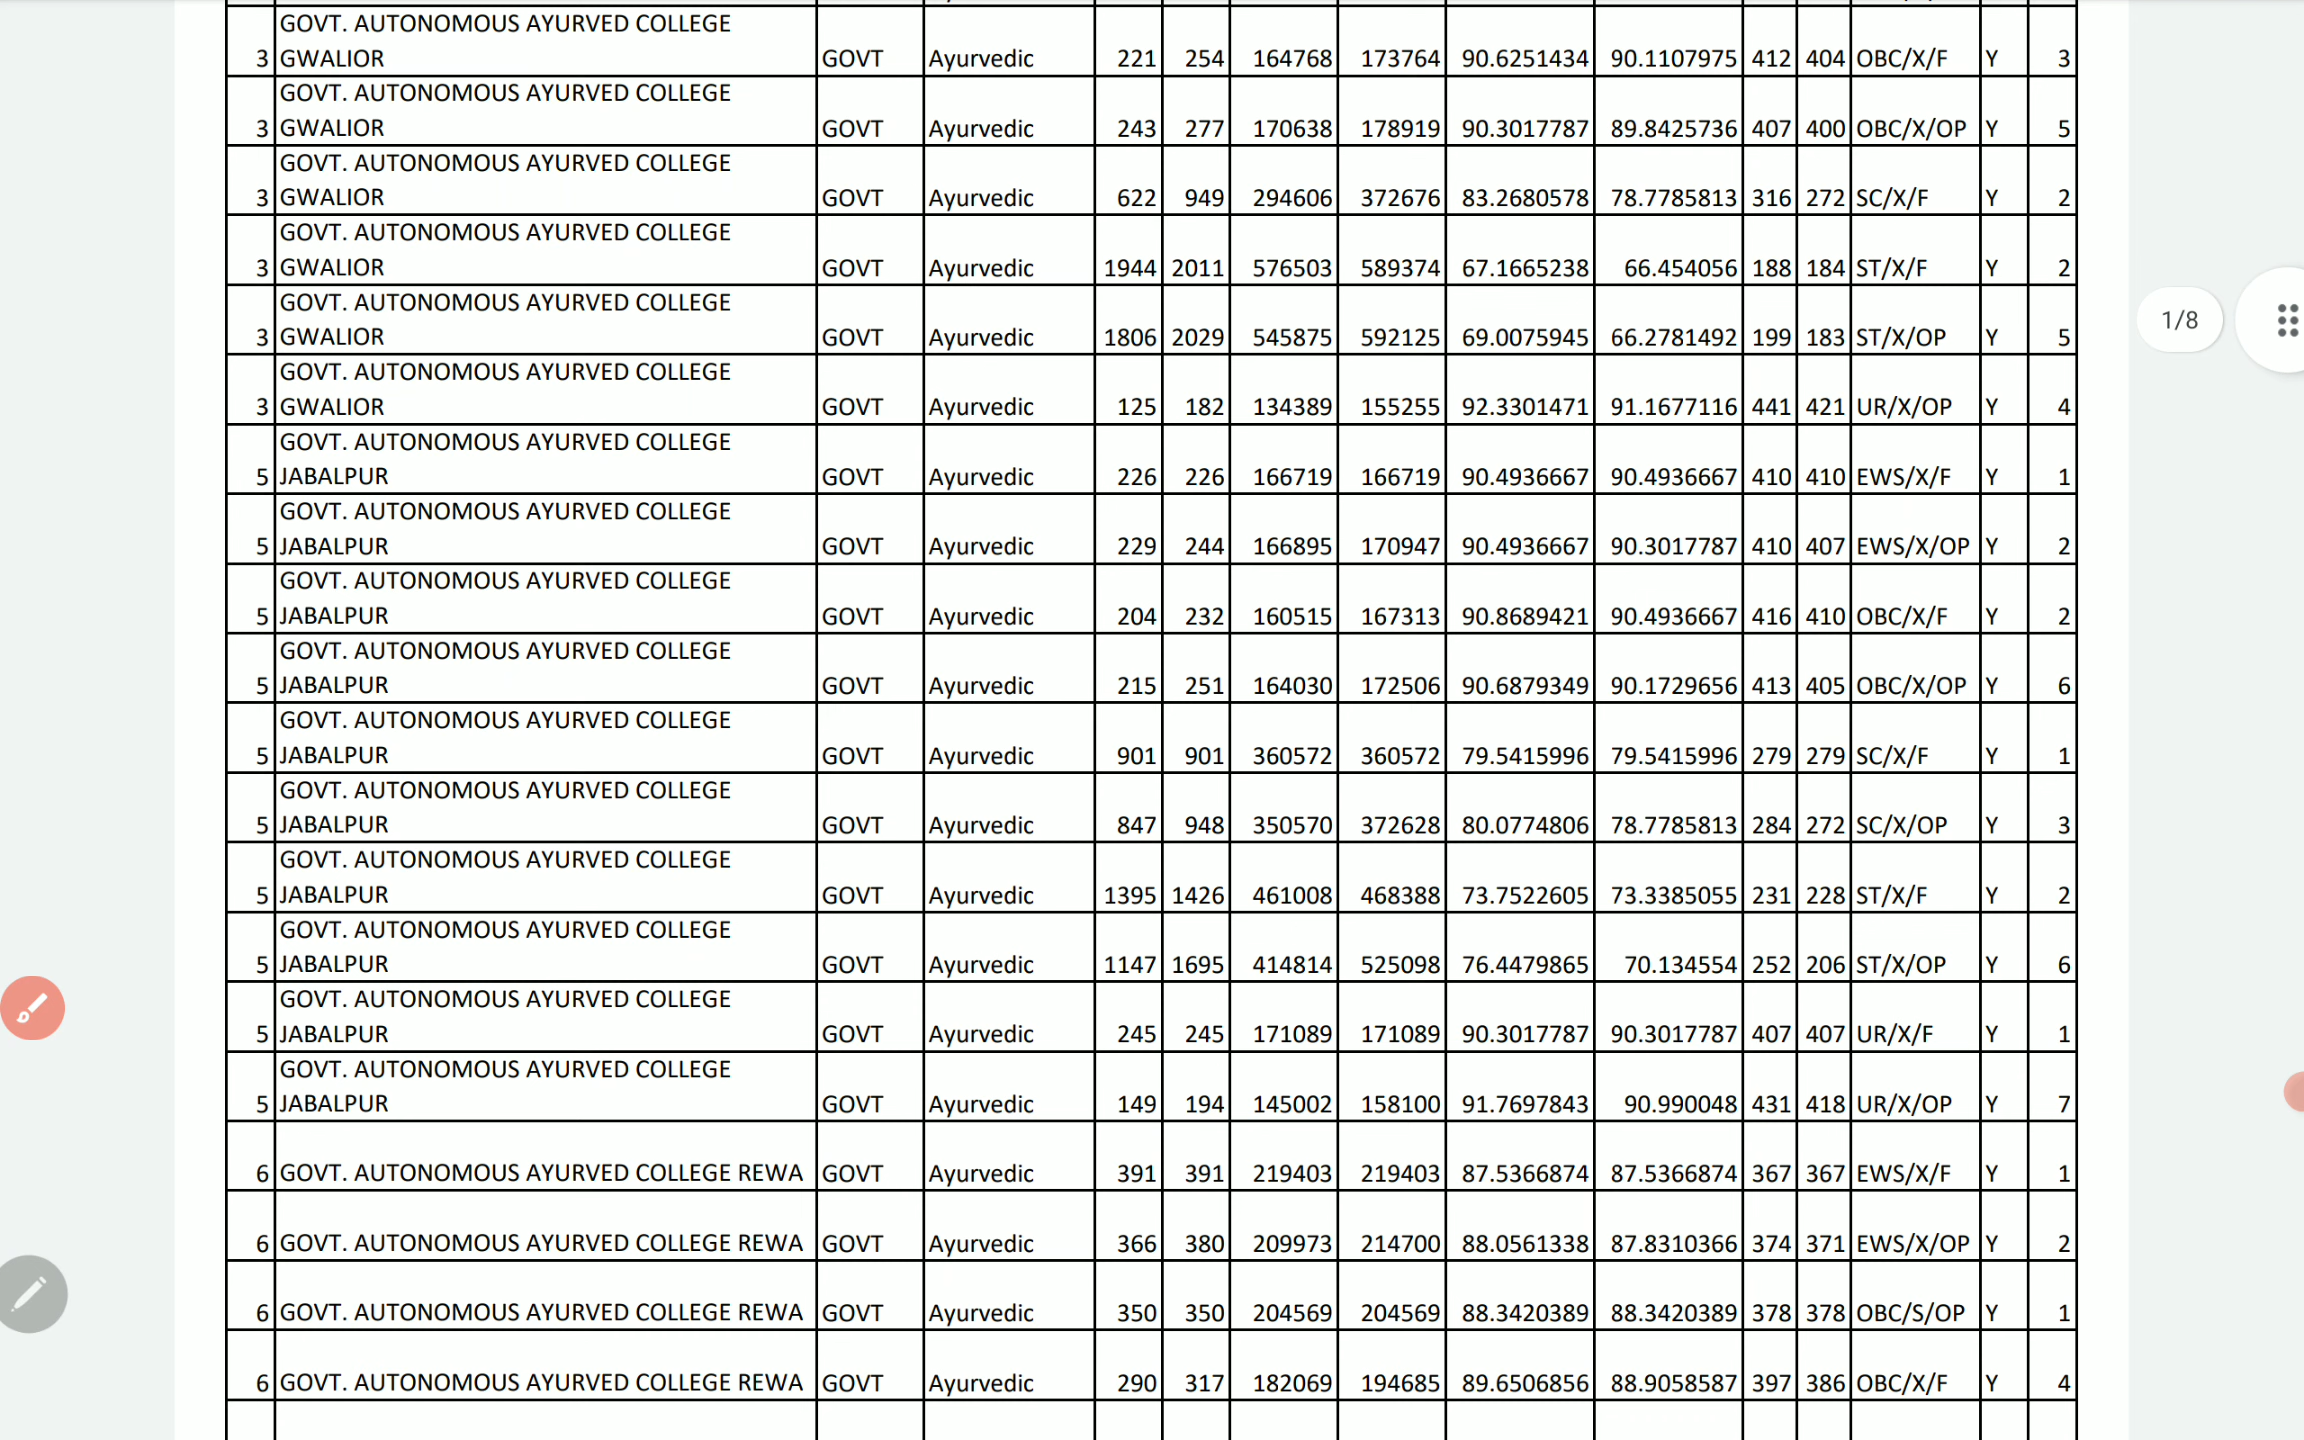 GOVT. AUTONOMOUS AYURVED COLLEGE
3 GWALIOR GOVT Ayurvedic 221 254 164768 173764 90.6251434 90.1107975 412 404 OBC/X/F Y 3
GOVT. AUTONOMOUS AYURVED COLLEGE
3 GWALIOR GOVT Ayurvedic 243 277 170638 178919 90.3017787 89.8425736 407 400 OBC/X/OP Y 5
GOVT. AUTONOMOUS AYURVED COLLEGE
3 GWALIOR GOVT Ayurvedic 622 949 294606 372676 83.2680578 78.7785813 316 272 SC/X/F Y 2
GOVT. AUTONOMOUS AYURVED COLLEGE
3 GWALIOR GOVT Ayurvedic 1944 2011 576503 589374 67.1665238 66.454056 188 184 ST/X/F Y 2
1/8
GOVT. AUTONOMOUS AYURVED COLLEGE
3 GWALIOR GOVT Ayurvedic 1806 2029 545875 592125 69.0075945 66.2781492 199 183 ST/X/OP Y 5
GOVT. AUTONOMOUS AYURVED COLLEGE
3 GWALIOR GOVT Ayurvedic 125 182 134389 155255 92.3301471 91.1677116 441 421 UR/X/OP Y 4
GOVT. AUTONOMOUS AYURVED COLLEGE
5 JABALPUR GOVT Ayurvedic 226 226 166719 166719 90.4936667 90.4936667 410 410 EWS/X/F Y 1
GOVT. AUTONOMOUS AYURVED COLLEGE
5 JABALPUR GOVT Ayurvedic 229 244 166895 170947 90.4936667 90.3017787 410 407 EWS/X/OP Y 2
GOVT. AUTONOMOUS AYURVED COLLEGE
5 JABALPUR GOVT Ayurvedic 204 232 160515 167313 90.8689421 90.4936667 416 410 OBC/X/F Y 2
GOVT. AUTONOMOUS AYURVED COLLEGE
5 JABALPUR GOVT Ayurvedic 215 251 164030 172506 90.6879349 90.1729656 413 405 OBC/X/OP Y 6
GOVT. AUTONOMOUS AYURVED COLLEGE
5 JABALPUR GOVT Ayurvedic 901 901 360572 360572 79.5415996 79.5415996 279 279 SC/X/F Y 1
GOVT. AUTONOMOUS AYURVED COLLEGE
5 JABALPUR GOVT Ayurvedic 847 948 350570 372628 80.0774806 78.7785813 284 272 SC/X/OP Y 3
GOVT. AUTONOMOUS AYURVED COLLEGE
5 JABALPUR GOVT Ayurvedic 1395 1426 461008 468388 73.7522605 73.3385055 231 228 ST/X/F Y 2
GOVT. AUTONOMOUS AYURVED COLLEGE
5 JABALPUR GOVT Ayurvedic 1147 1695 414814 525098 76.4479865 70.134554 252 206 ST/X/OP Y 6
GOVT. AUTONOMOUS AYURVED COLLEGE
5 JABALPUR GOVT Ayurvedic 245 245 171089 171089 90.3017787 90.3017787 407 407 UR/X/F Y 1
GOVT. AUTONOMOUS AYURVED COLLEGE
5 JABALPUR GOVT Ayurvedic 149 194 145002 158100 91.7697843 90.990048 431 418 UR/X/OP Y 7
6 GOVT. AUTONOMOUS AYURVED COLLEGE REWA GOVT Ayurvedic 391 391 219403 219403 87.5366874 87.5366874 367 367 EWS/X/F Y 1
6 GOVT. AUTONOMOUS AYURVED COLLEGE REWA GOVT Ayurvedic 366 380 209973 214700 88.0561338 87.8310366 374 371 EWS/X/OP Y 2
6 GOVT. AUTONOMOUS AYURVED COLLEGE REWA GOVT Ayurvedic 350 350 204569 204569 88.3420389 88.3420389 378 378 OBC/S/OP Y 1
6 GOVT. AUTONOMOUS AYURVED COLLEGE REWA GOVT Ayurvedic 290 317 182069 194685 89.6506856 88.9058587 397 386 OBC/X/F Y 4